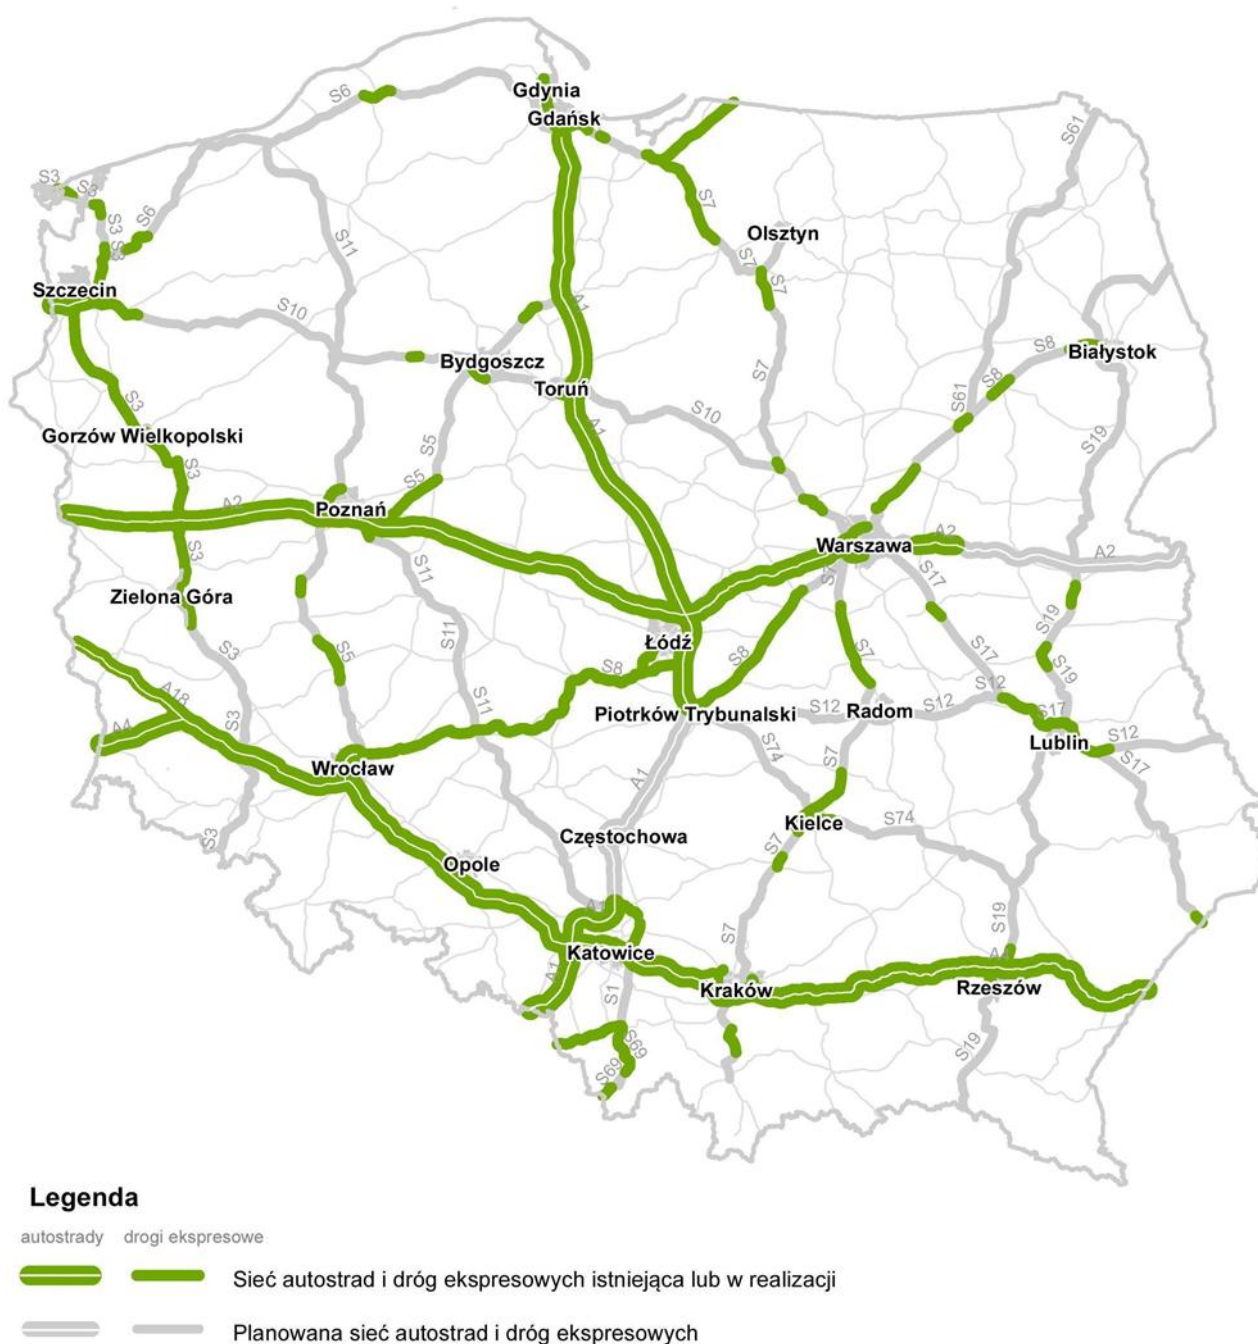 Gdynia
S6
Gdańsk
S61
S3
S3
S6
S7
S3
S3
Olsztyn
S11
S7
S7
Szczecin
A1
S10
S8
Białystok
Bydgoszcz
S7
S8
Toruń
S3
S61
S10
Gorzów Wielkopolski
A1
S5
S19
S3
S5
A2
Poznań
Warszawa
A2
A2
S3
S11
S7
S17
Zielona Góra
S19
S11
Łódź
S3
S5
S8
S8
S7
S17
S19
A18
S11
S12
Piotrków Trybunalski
S12
Radom
S12
S17
A4
S3
Lublin
S12
S74
S7
S17
Wrocław
A1
S3
Częstochowa
Kielce
S74
Opole
S7
A1
S19
S7
Katowice
A4
A1
S1
Kraków
Rzeszów
S69
S19
S69
Legenda
autostrady drogi ekspresowe
Sieć autostrad i dróg ekspresowych istniejąca lub w realizacji
Planowana sieć autostrad i dróg ekspresowych